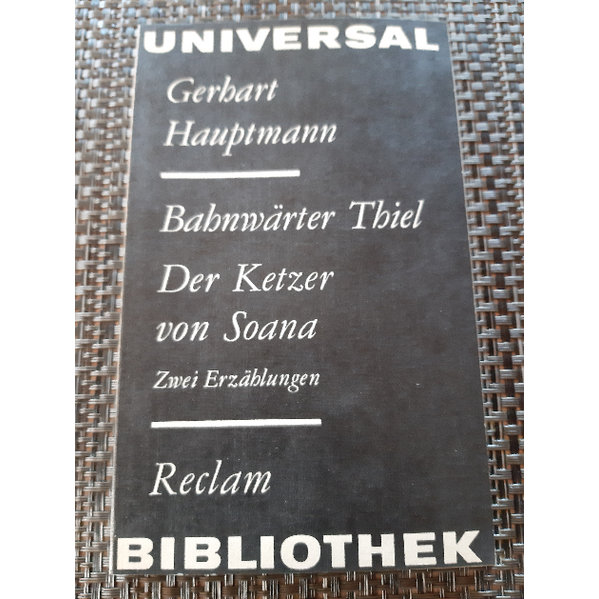 UNIVERSAL
Gerhart
Hauptmann
Bahnwärter Thiel
Der Ketzer
von Soana
Zwei Erzählungen
Reclam
BIBLIOTHEK